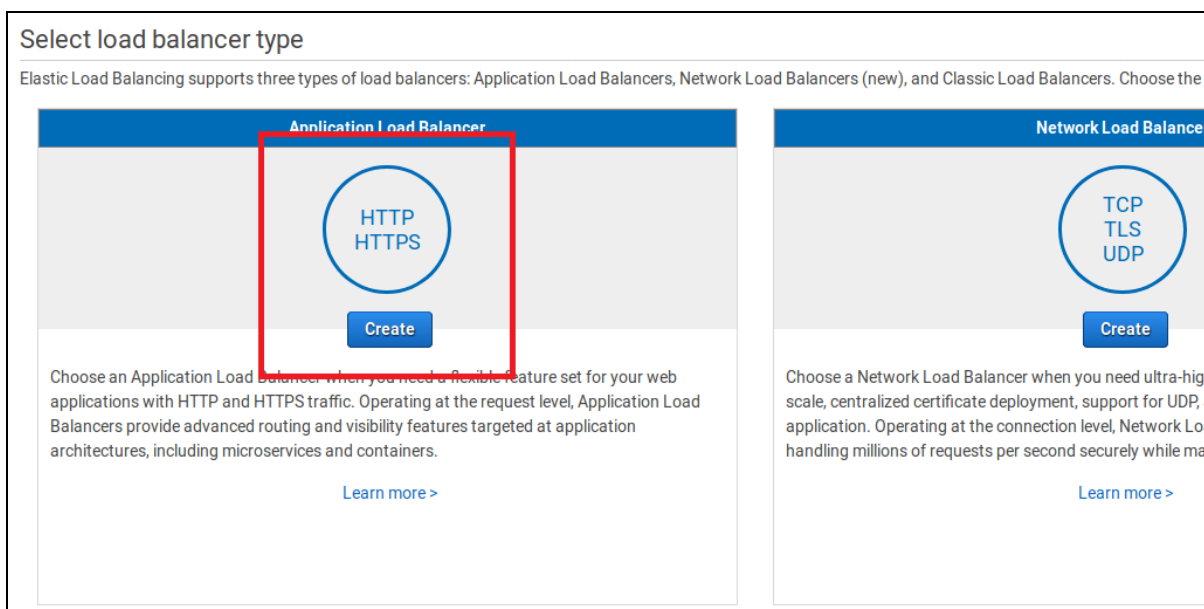 Select load balancer type
Elastic Load Balancing supports three types of load balancers: Application Load Balancers, Network Load Balancers (new), and Classic Load Balancers. Choose the
Application Load Balancer
HTTP
HTTPS
Create
Choose an Application Load Balancer when you need a flexible feature set for your web
applications with HTTP and HTTPS traffic. Operating at the request level, Application Load
Balancers provide advanced routing and visibility features targeted at application
architectures, including microservices and containers.
Learn more >
Network Load Balance
TCP
TLS
UDP
Create
Choose a Network Load Balancer when you need ultra-hig
scale, centralized certificate deployment, support for UDP,
application. Operating at the connection level, Network Lo
handling millions of requests per second securely while ma
Learn more >